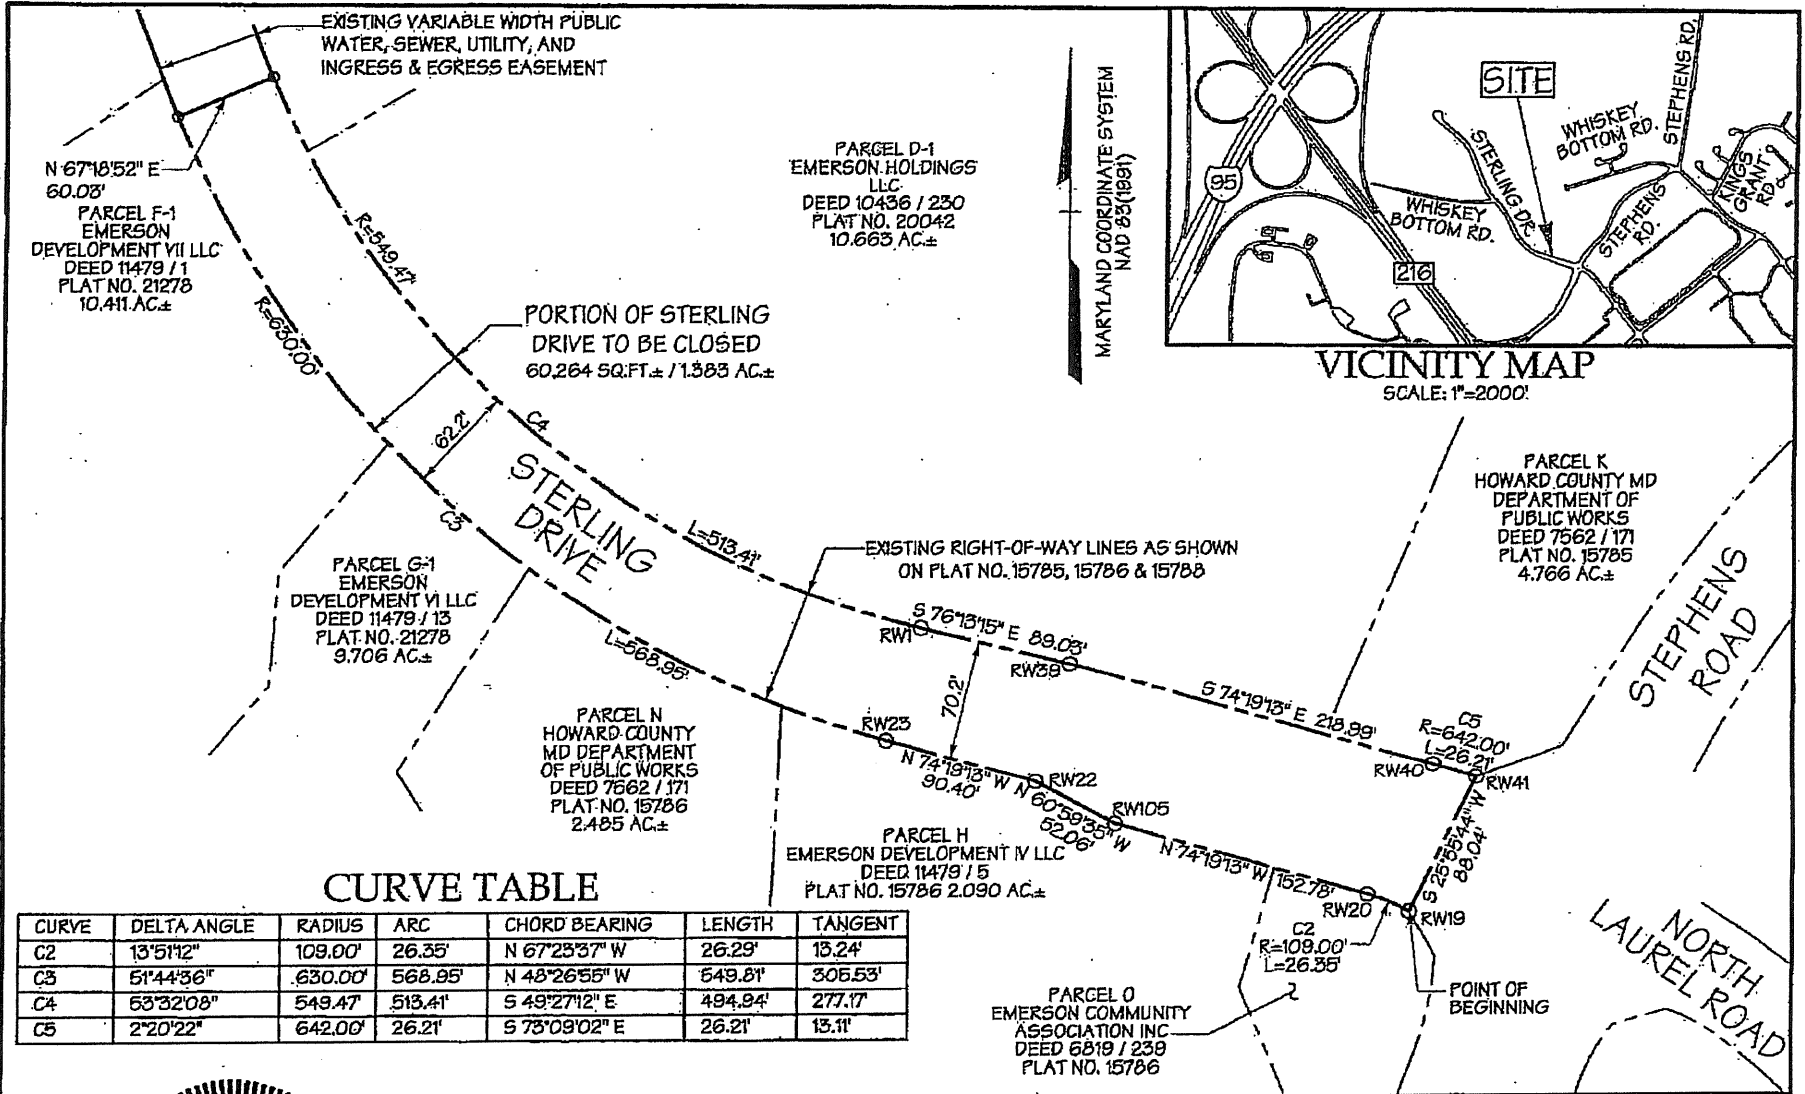 EXISTING VARIABLE WIDTH PUBLIC
WATER, SEWER, UTILITY, AND
INGRESS & EGRESS EASEMENT
N 67°18'52" E
60.03'
PARCEL F-1
EMERSON
DEVELOPMENT VII LLC
DEED 11479 / 1
PLAT NO. 21278
10.411 AC.±
R=549.47'
R=630.00'
PARCEL D-1
EMERSON HOLDINGS
LLC
DEED 10436 / 230
PLAT NO. 20042
10.663 AC.±
MARYLAND COORDINATE SYSTEM
NAD 83(1991)
SITE
STEPHENS RD.
WHISKEY
BOTTOM RD.
STERLING DR.
KINGS
GRANT
RD.
95
WHISKEY
BOTTOM RD.
STEPHENS
RD.
216
VICINITY MAP
SCALE: 1"=2000'
PORTION OF STERLING
DRIVE TO BE CLOSED
60,264 SQ.FT.± / 1.383 AC.±
62.2'
C4
STERLING
DRIVE
C3
L=513.41'
L=568.95'
PARCEL G-1
EMERSON
DEVELOPMENT VI LLC
DEED 11479 / 13
PLAT NO. 21278
9.706 AC.±
EXISTING RIGHT-OF-WAY LINES AS SHOWN
ON PLAT NO. 15785, 15786 & 15788
PARCEL K
HOWARD COUNTY MD
DEPARTMENT OF
PUBLIC WORKS
DEED 7562 / 171
PLAT NO. 15785
4.766 AC.±
STEPHENS
ROAD
RW1
S 76°13'15" E 89.03'
RW39
S 74°19'13" E 218.99'
C5
R=642.00'
L=26.21'
RW40
RW41
70.2'
RW23
N 74°19'13" W
90.40'
RW22
N 60°59'35" W
52.06'
RW105
N 74°19'13" W 152.78'
S 25°55'44" W
88.04'
RW20
RW19
PARCEL N
HOWARD COUNTY
MD DEPARTMENT
OF PUBLIC WORKS
DEED 7562 / 171
PLAT NO. 15786
2.485 AC.±
PARCEL H
EMERSON DEVELOPMENT IV LLC
DEED 11479 / 5
PLAT NO. 15786 2.090 AC.±
C2
R=109.00'
L=26.35'
PARCEL O
EMERSON COMMUNITY
ASSOCIATION INC
DEED 6819 / 239
PLAT NO. 15786
POINT OF
BEGINNING
NORTH
LAUREL ROAD
CURVE TABLE
CURVE DELTA ANGLE RADIUS ARC CHORD BEARING LENGTH TANGENT
C2 13°51'12" 109.00' 26.35' N 67°23'37" W 26.29' 13.24'
C3 51°44'36" 630.00' 568.95' N 48°26'55" W 549.81' 305.53'
C4 53°32'08" 549.47' 513.41' S 49°27'12" E 494.94' 277.17'
C5 2°20'22" 642.00' 26.21' S 73°09'02" E 26.21' 13.11'